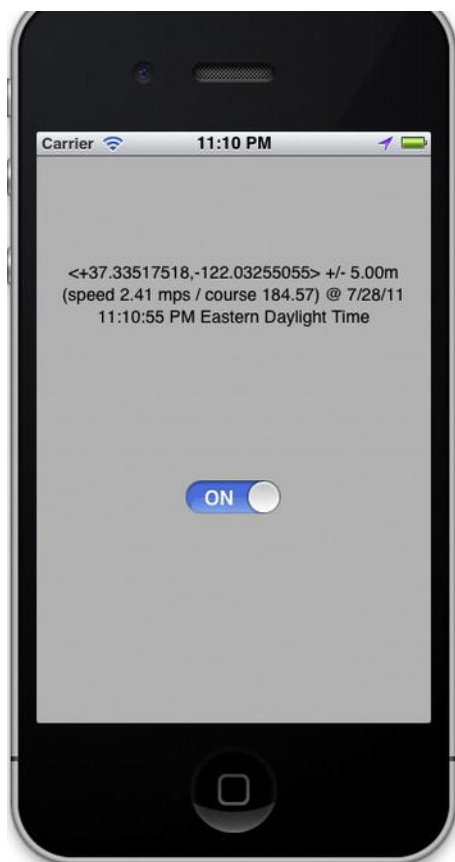 Carrier 11:10 PM
<+37.33517518,-122.03255055> +/- 5.00m
(speed 2.41 mps / course 184.57) @ 7/28/11
11:10:55 PM Eastern Daylight Time
ON